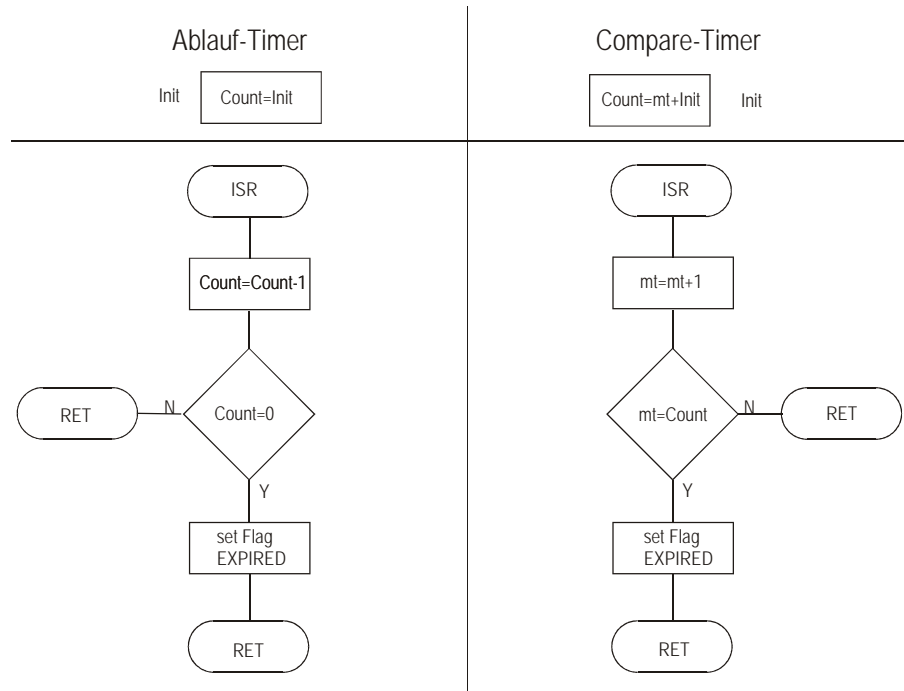 Ablauf-Timer
Init
Count=Init
ISR
Count=Count-1
Count=0
N
RET
Y
set Flag
EXPIRED
RET
Compare-Timer
Count=mt+Init
Init
ISR
mt=mt+1
mt=Count
N
RET
Y
set Flag
EXPIRED
RET